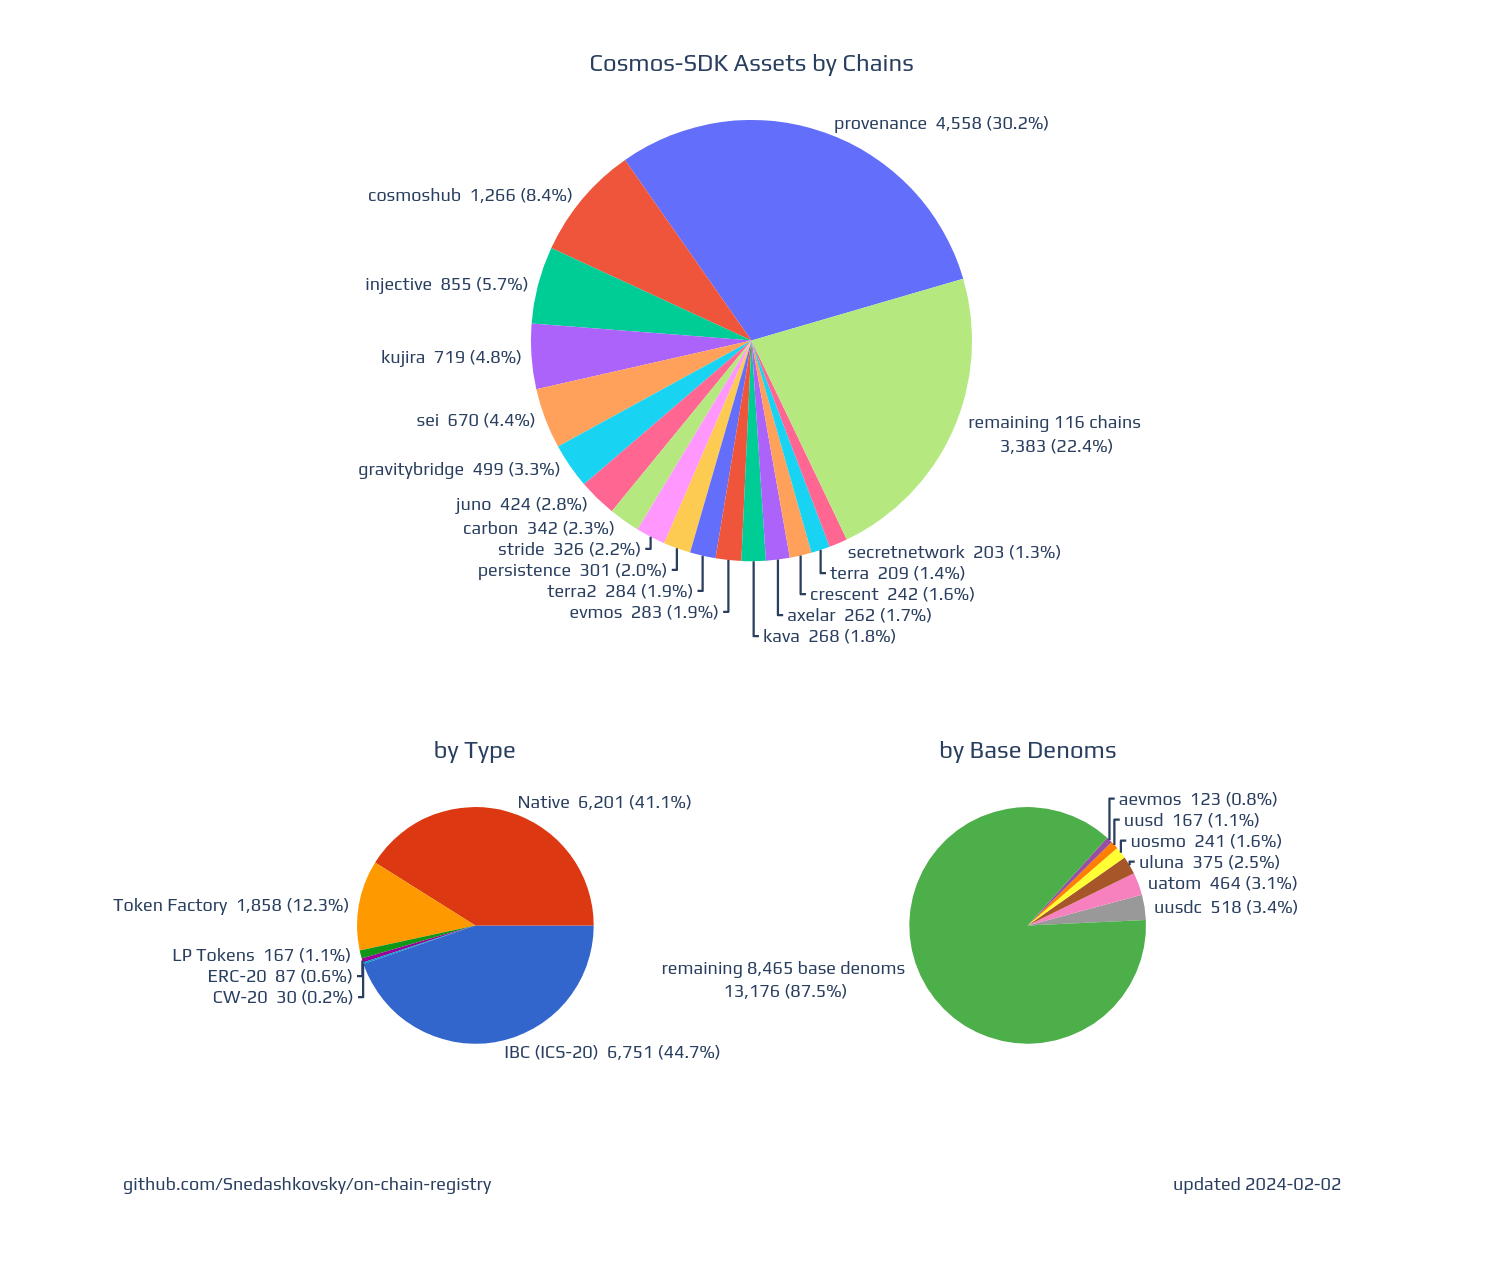 Cosmos-SDK Assets by Chains
provenance 4,558 (30.2%)
cosmoshub 1,266 (8.4%)
injective 855 (5.7%)
kujira 719 (4.8%)
sei 670 (4.4%)
remaining 116 chains
3,383 (22.4%)
gravitybridge 499 (3.3%)
juno 424 (2.8%)
carbon 342 (2.3%)
stride 326 (2.2%)
secretnetwork 203 (1.3%)
persistence 301 (2.0%)
terra 209 (1.4%)
terra2 284 (1.9%)
crescent 242 (1.6%)
evmos 283 (1.9%)
axelar 262 (1.7%)
kava 268 (1.8%)
by Type
Native 6,201 (41.1%)
Token Factory 1,858 (12.3%)
LP Tokens 167 (1.1%)
ERC-20 87 (0.6%)
CW-20 30 (0.2%)
IBC (ICS-20) 6,751 (44.7%)
by Base Denoms
aevmos 123 (0.8%)
uusd 167 (1.1%)
uosmo 241 (1.6%)
uluna 375 (2.5%)
uatom 464 (3.1%)
uusdc 518 (3.4%)
remaining 8,465 base denoms
13,176 (87.5%)
github.com/Snedashkovsky/on-chain-registry
updated 2024-02-02